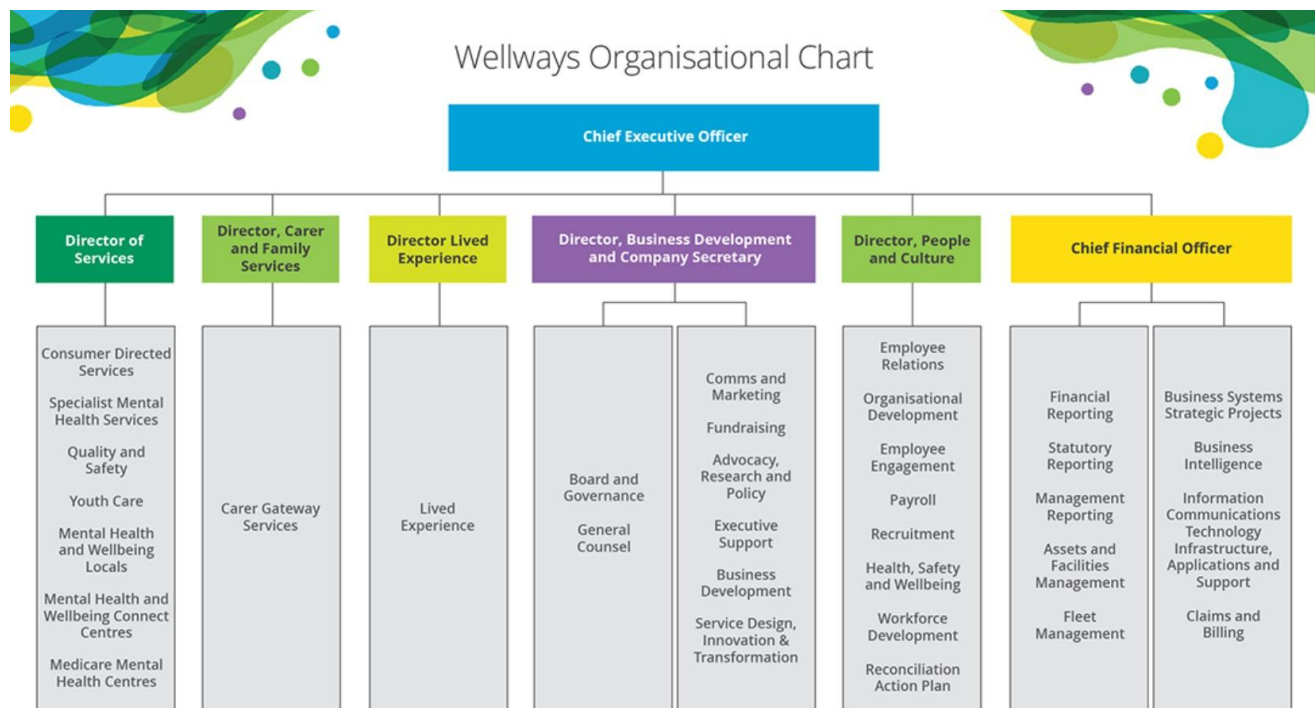 Wellways Organisational Chart
Chief Executive Officer
Director of
Services
Director, Carer
and Family
Services
Director Lived
Experience
Director, Business Development
and Company Secretary
Director, People
and Culture
Chief Financial Officer
Consumer Directed
Services
Specialist Mental
Health Services
Quality and
Safety
Youth Care
Mental Health
and Wellbeing
Locals
Mental Health and
Wellbeing Connect
Centres
Medicare Mental
Health Centres
Carer Gateway
Services
Lived
Experience
Board and
Governance
General
Counsel
Comms and
Marketing
Fundraising
Advocacy,
Research and
Policy
Executive
Support
Business
Development
Service Design,
Innovation &
Transformation
Employee
Relations
Organisational
Development
Employee
Engagement
Payroll
Recruitment
Health, Safety
and Wellbeing
Workforce
Development
Reconciliation
Action Plan
Financial
Reporting
Statutory
Reporting
Management
Reporting
Assets and
Facilities
Management
Fleet
Management
Business Systems
Strategic Projects
Business
Intelligence
Information
Communications
Technology
Infrastructure,
Applications and
Support
Claims and
Billing